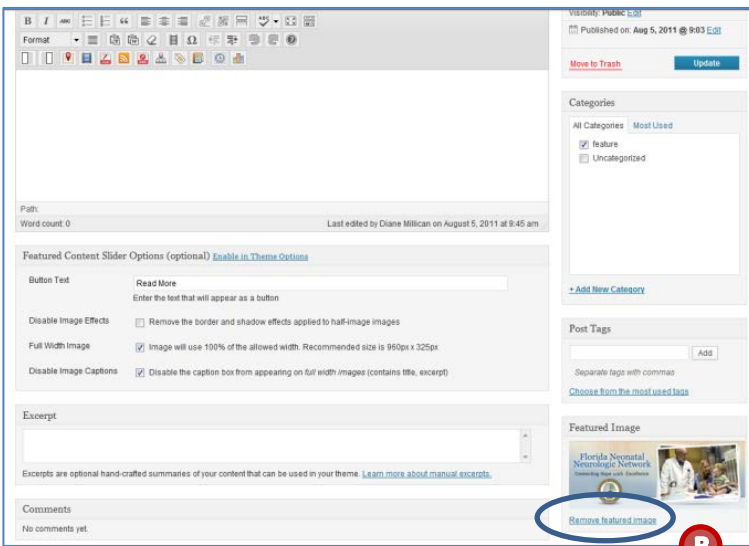 Visibility: Public Edit
Published on: Aug 5, 2011 @ 9:03 Edit
Move to Trash
Update
B I ABC
ABC
Format
Path:
Word count: 0
Last edited by Diane Millican on August 5, 2011 at 9:45 am
Featured Content Slider Options (optional) Enable in Theme Options
Button Text
Read More
Enter the text that will appear as a button
Disable Image Effects
Remove the border and shadow effects applied to half-image images
Full Width Image
Image will use 100% of the allowed width. Recommended size is 960px x 325px
Disable Image Captions
Disable the caption box from appearing on full width images (contains title, excerpt)
Excerpt
Excerpts are optional hand-crafted summaries of your content that can be used in your theme. Learn more about manual excerpts.
Comments
No comments yet.
Categories
All Categories Most Used
feature
Uncategorized
+ Add New Category
Post Tags
Add
Separate tags with commas
Choose from the most used tags
Featured Image
Florida Neonatal
Neurologic Network
Connecting Hope with Excellence
Remove featured image
B